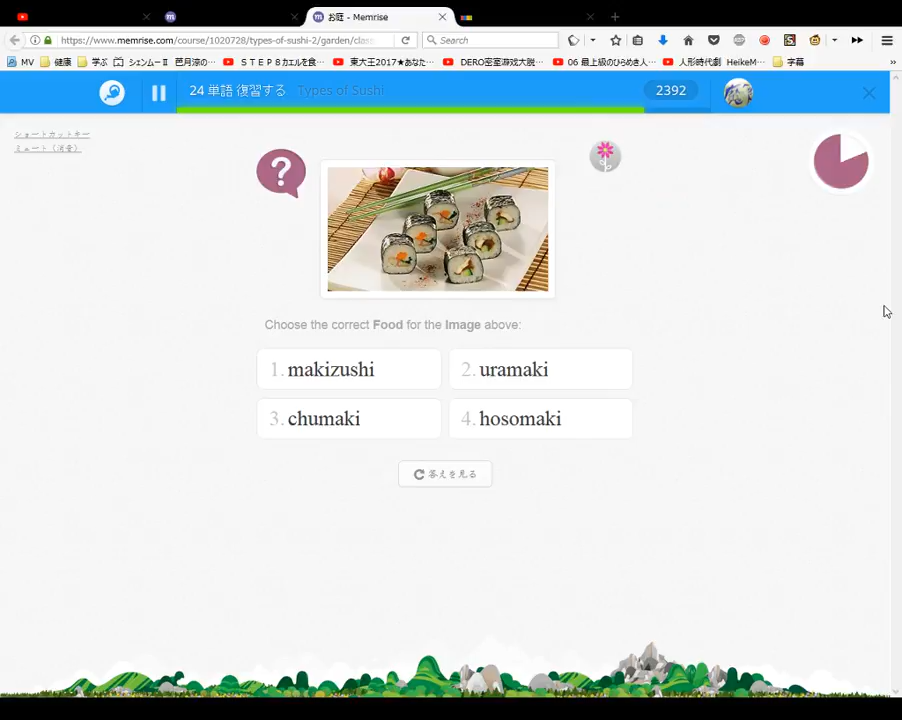 お庭 - Memrise
https://www.memrise.com/course/1020728/types-of-sushi-2/garden/clas
Search
MV 健康 学ぶ シェンムーⅡ 芭月涼の… ＳＴＥＰ８カエルを食… 東大王2017★あなた… DERO密室游戏大脱… 06 最上級のひらめき人… 人形時代劇 HeikeM… 字幕
24 単語 復習する Types of Sushi 2392
ショートカットキー
ミュート（消音）
?
Choose the correct Food for the Image above:
1. makizushi 2. uramaki
3. chumaki 4. hosomaki
答えを見る